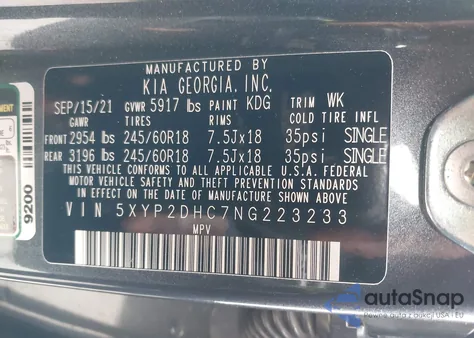 MANUFACTURED BY
KIA GEORGIA, INC.
SEP/15/21 GVWR 5917 lbs PAINT KDG TRIM WK
GAWR TIRES RIMS COLD TIRE INFL
FRONT 2954 lbs 245/60R18 7.5Jx18 35psi SINGLE
REAR 3196 lbs 245/60R18 7.5Jx18 35psi SINGLE
THIS VEHICLE CONFORMS TO ALL APPLICABLE U.S.A. FEDERAL
MOTOR VEHICLE SAFETY AND THEFT PREVENTION STANDARDS
IN EFFECT ON THE DATE OF MANUFACTURE SHOWN ABOVE.
VIN 5XYP2DHC7NG223233
MPV
9200
autoSnap
USA i EU